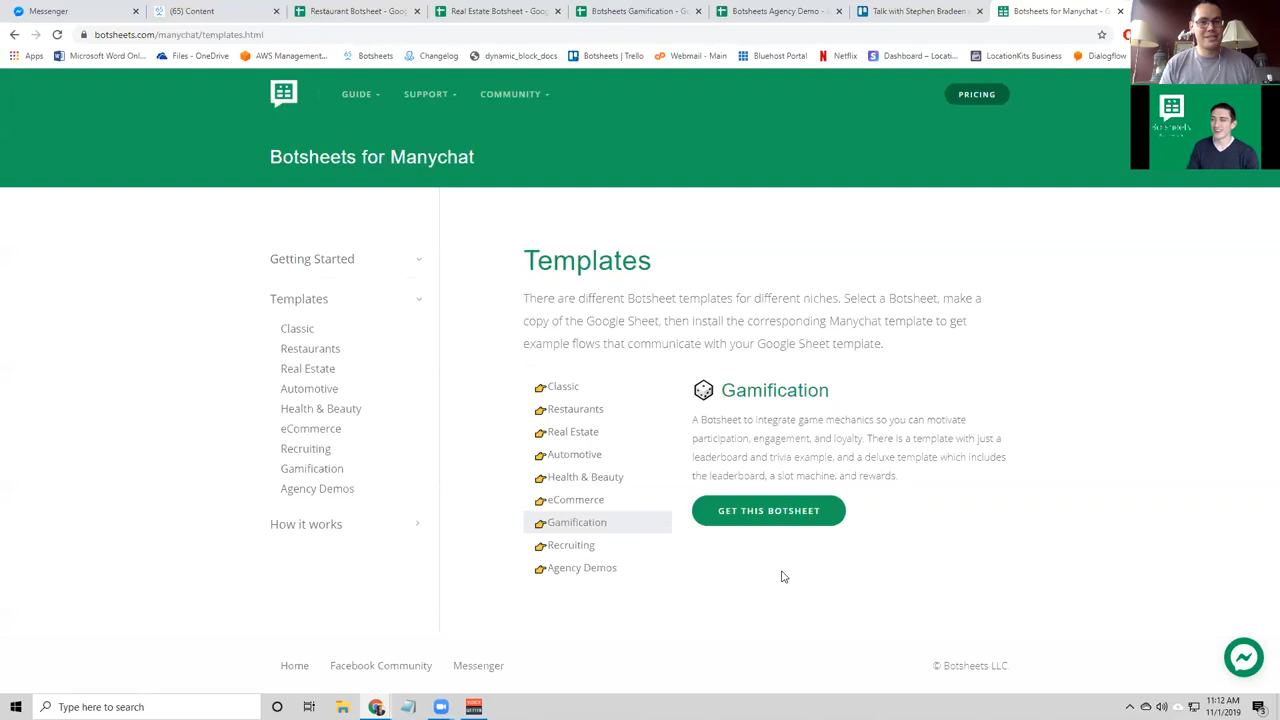 Messenger
(65) Content
Restaurant Botsheet - Goog
Real Estate Botsheet - Goog
Botsheets Gamification - Go
Botsheets Agency Demo -
Talk with Stephen Bradeen
Botsheets for Manychat - G
botsheets.com/manychat/templates.html
Apps
Microsoft Word Onl...
Files - OneDrive
AWS Management...
Botsheets
Changelog
dynamic_block_docs
Botsheets | Trello
Webmail - Main
Bluehost Portal
Netflix
Dashboard – Locati...
LocationKits Business
Dialogflow
GUIDE
SUPPORT
COMMUNITY
PRICING
Botsheets for Manychat
Getting Started
Templates
Classic
Restaurants
Real Estate
Automotive
Health & Beauty
eCommerce
Recruiting
Gamification
Agency Demos
How it works
Templates
There are different Botsheet templates for different niches. Select a Botsheet, make a
copy of the Google Sheet, then install the corresponding Manychat template to get
example flows that communicate with your Google Sheet template.
Classic
Restaurants
Real Estate
Automotive
Health & Beauty
eCommerce
Gamification
Recruiting
Agency Demos
Gamification
A Botsheet to integrate game mechanics so you can motivate
participation, engagement, and loyalty. There is a template with just a
leaderboard and trivia example, and a deluxe template which includes
the leaderboard, a slot machine, and rewards.
GET THIS BOTSHEET
Home
Facebook Community
Messenger
© Botsheets LLC.
Type here to search
11:12 AM
11/1/2019